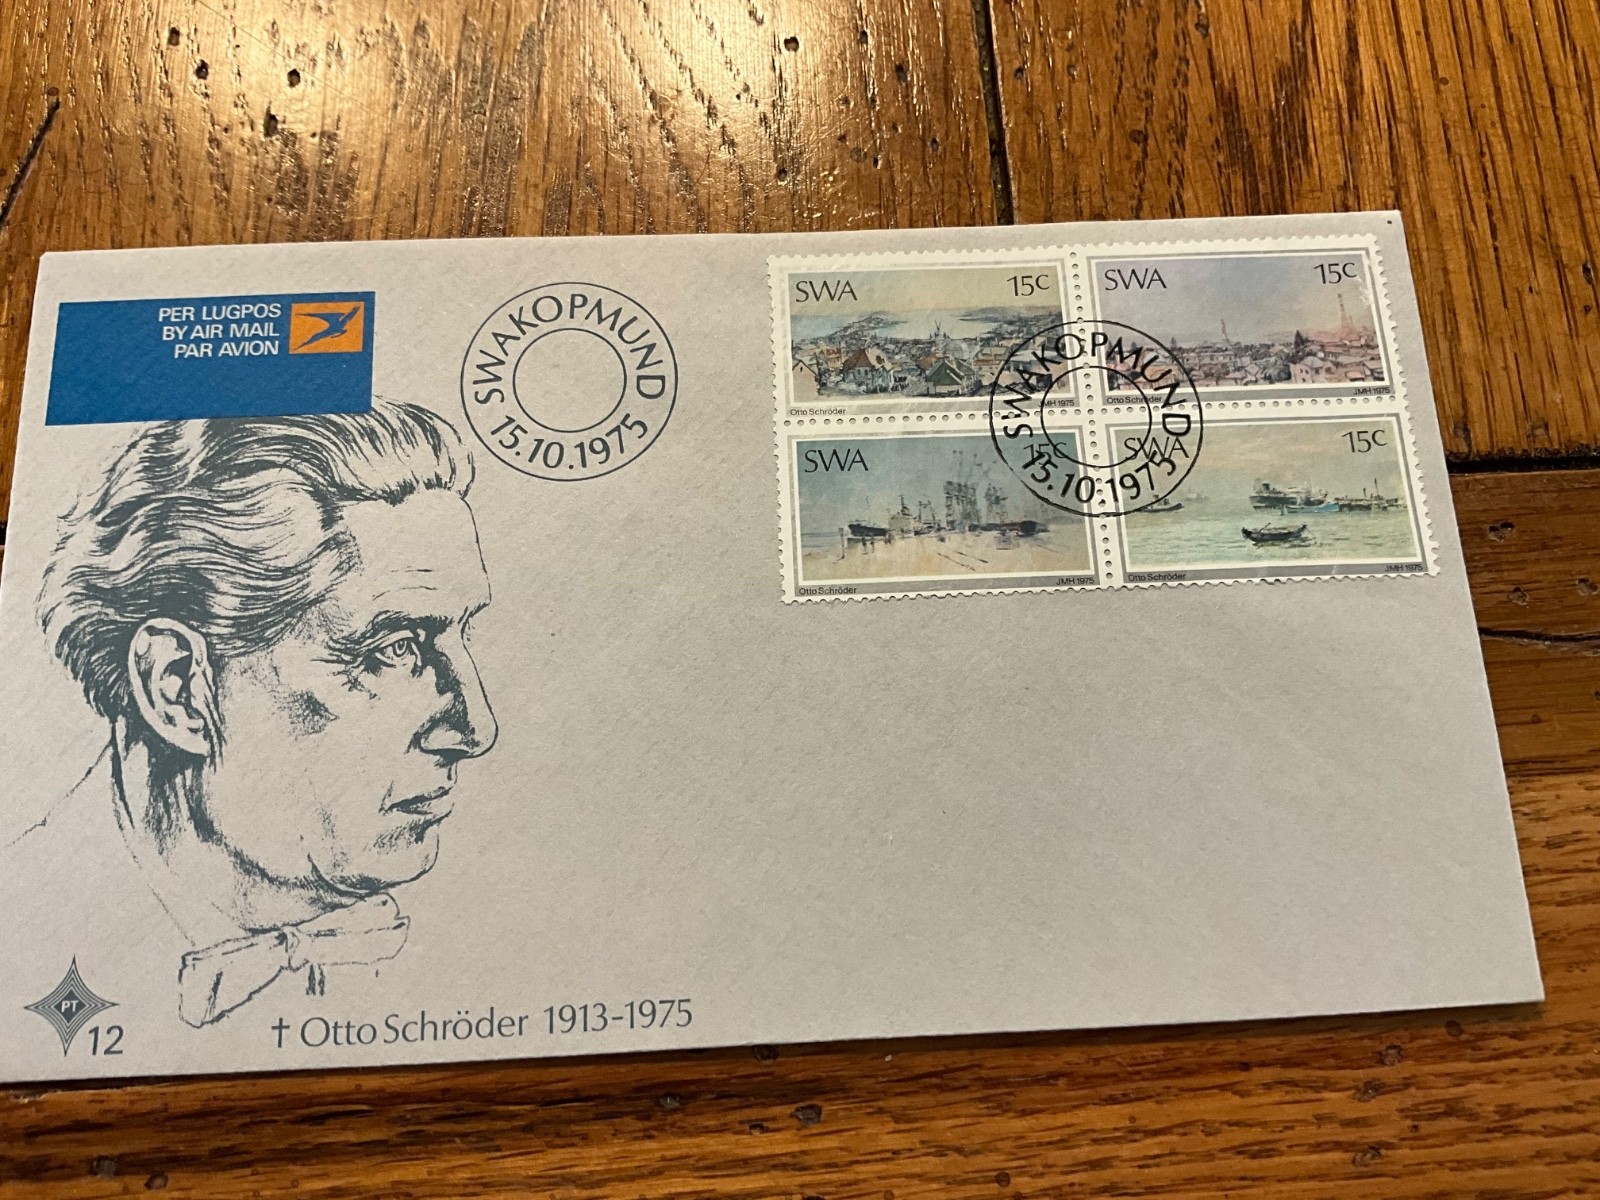 PER LUGPOS
BY AIR MAIL
PAR AVION
SWAKOPMUND
15.10.1975
SWA 15c
Otto Schröder JMH 1975
SWA 15c
Otto Schröder JMH 1975
SWA 15c
Otto Schröder JMH 1975
SWA 15c
Otto Schröder JMH 1975
SWAKOPMUND
15.10.1975
PT
12
† Otto Schröder 1913-1975